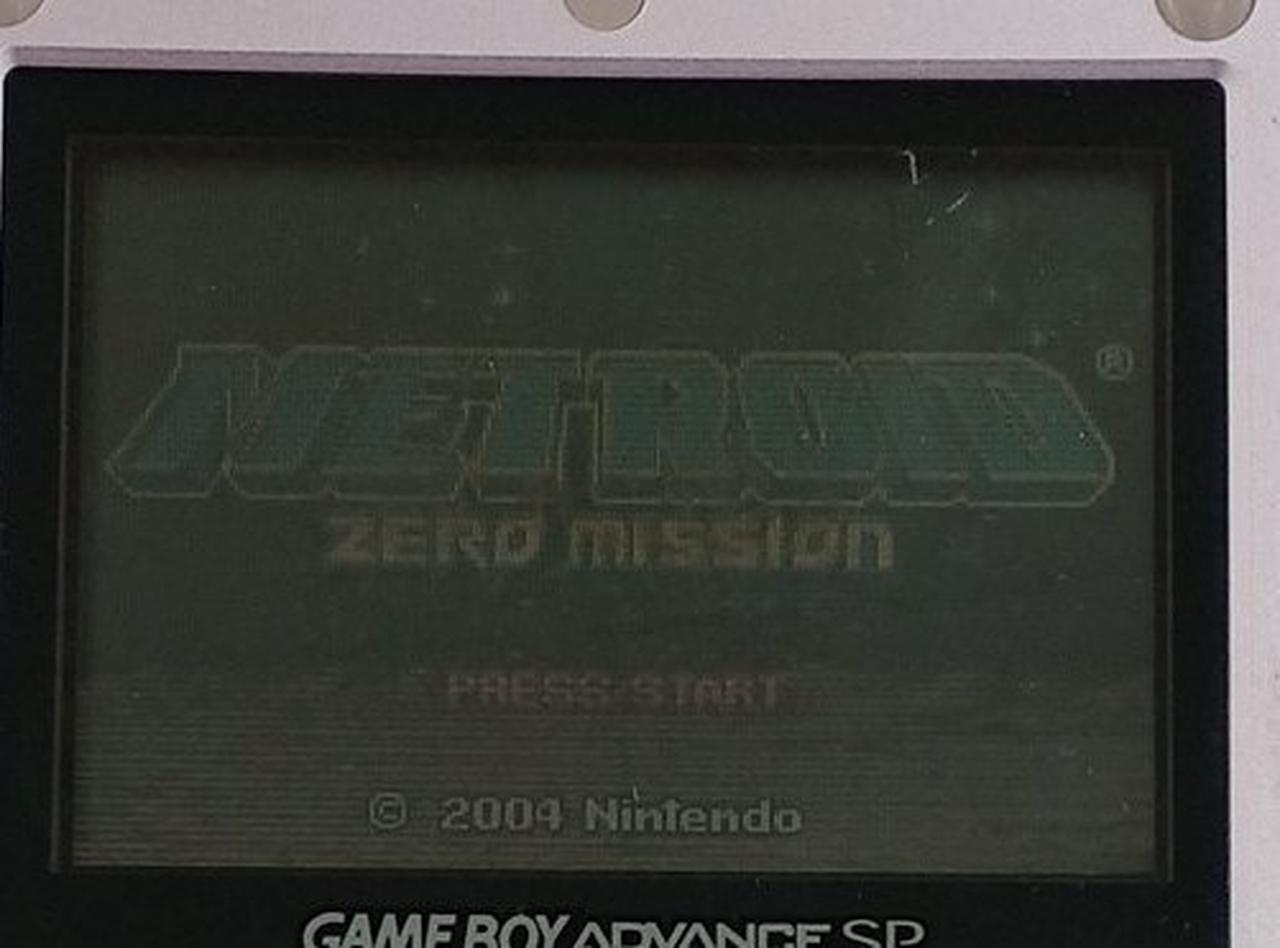 METROID®
ZERO MISSION
PRESS START
© 2004 Nintendo
GAME BOY ADVANCE SP